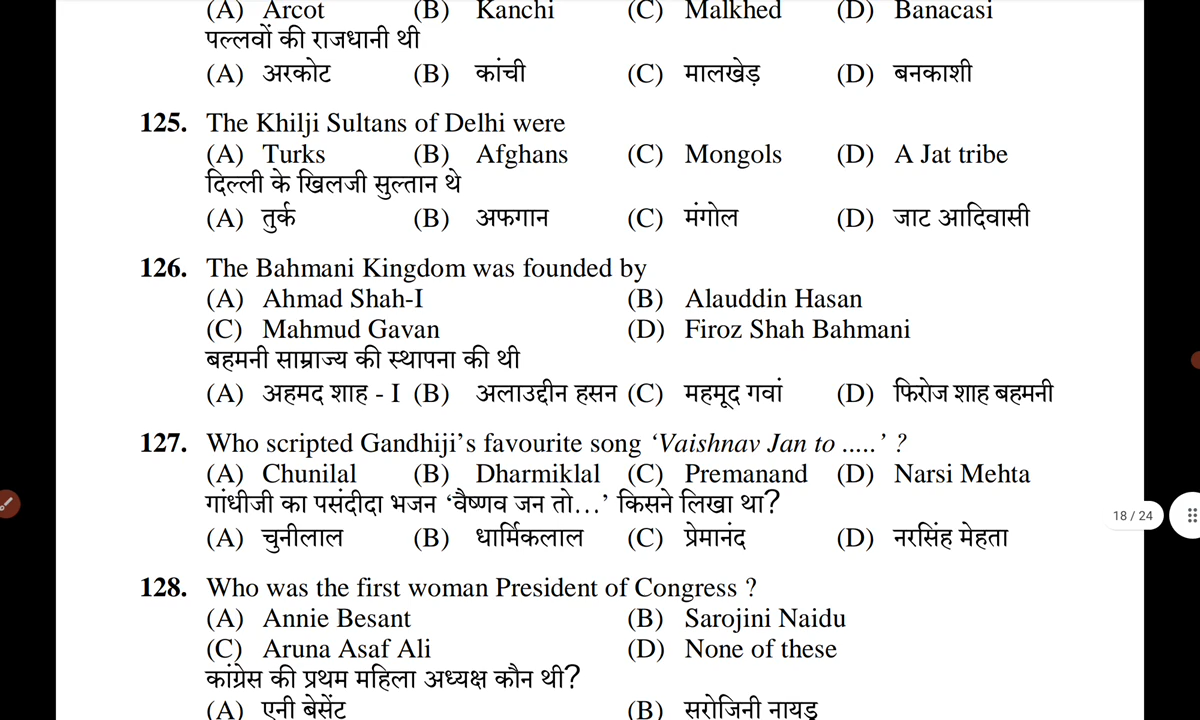 (A) Arcot (B) Kanchi (C) Malkhed (D) Banacasi
पल्लवों की राजधानी थी
(A) अरकोट (B) कांची (C) मालखेड़ (D) बनकाशी
125. The Khilji Sultans of Delhi were
(A) Turks (B) Afghans (C) Mongols (D) A Jat tribe
दिल्ली के खिलजी सुल्तान थे
(A) तुर्क (B) अफगान (C) मंगोल (D) जाट आदिवासी
126. The Bahmani Kingdom was founded by
(A) Ahmad Shah-I (B) Alauddin Hasan
(C) Mahmud Gavan (D) Firoz Shah Bahmani
बहमनी साम्राज्य की स्थापना की थी
(A) अहमद शाह - I (B) अलाउद्दीन हसन (C) महमूद गवां (D) फिरोज शाह बहमनी
127. Who scripted Gandhiji’s favourite song ‘Vaishnav Jan to .....’ ?
(A) Chunilal (B) Dharmiklal (C) Premanand (D) Narsi Mehta
गांधीजी का पसंदीदा भजन ‘वैष्णव जन तो...’ किसने लिखा था?
(A) चुनीलाल (B) धार्मिकलाल (C) प्रेमानंद (D) नरसिंह मेहता
18 / 24
128. Who was the first woman President of Congress ?
(A) Annie Besant (B) Sarojini Naidu
(C) Aruna Asaf Ali (D) None of these
कांग्रेस की प्रथम महिला अध्यक्ष कौन थी?
(A) एनी बेसेंट (B) सरोजिनी नायडू